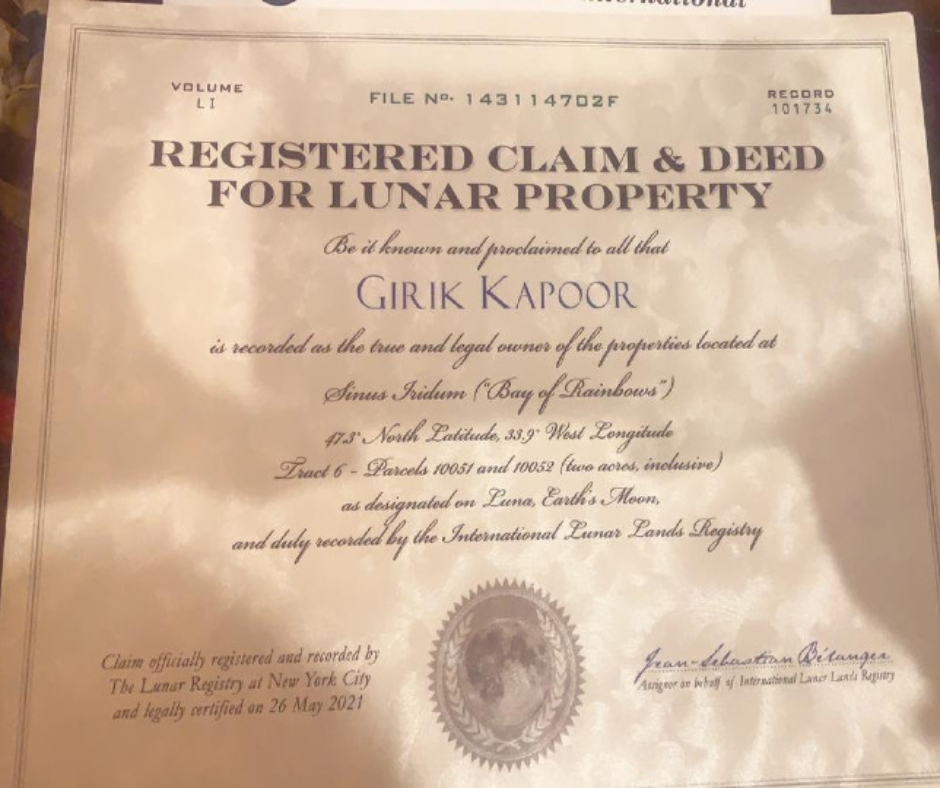 VOLUME
LI
FILE Nº. 143114702F
RECORD
101734
REGISTERED CLAIM & DEED
FOR LUNAR PROPERTY
Be it known and proclaimed to all that
GIRIK KAPOOR
is recorded as the true and legal owner of the properties located at
Sinus Iridum ("Bay of Rainbows")
47.3° North Latitude, 33.9° West Longitude
Tract 6 - Parcels 10051 and 10052 (two acres, inclusive)
as designated on Luna, Earth's Moon,
and duly recorded by the International Lunar Lands Registry
Claim officially registered and recorded by
The Lunar Registry at New York City
and legally certified on 26 May 2021
Jean-Sebastian Bélanger
Assignor on behalf of International Lunar Lands Registry